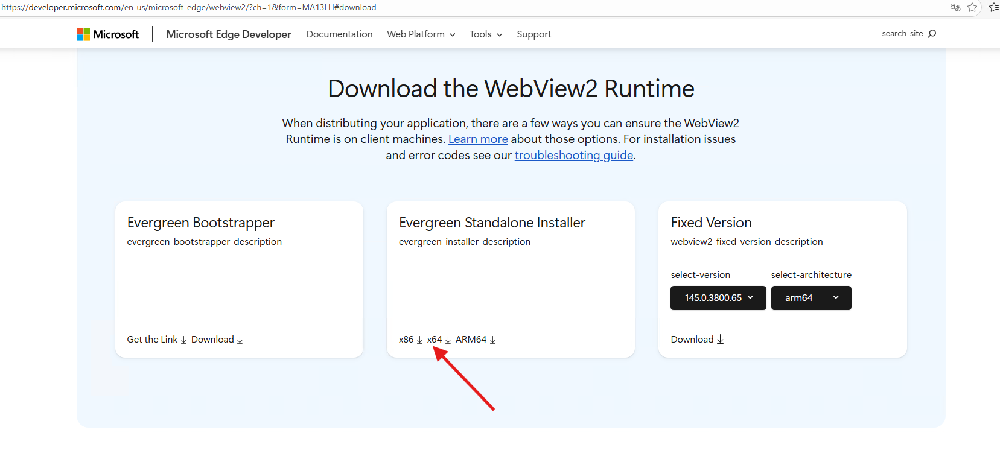 https://developer.microsoft.com/en-us/microsoft-edge/webview2/?ch=1&form=MA13LH#download
Microsoft Microsoft Edge Developer Documentation Web Platform Tools Support search-site
Download the WebView2 Runtime
When distributing your application, there are a few ways you can ensure the WebView2
Runtime is on client machines. Learn more about those options. For installation issues
and error codes see our troubleshooting guide.
Evergreen Bootstrapper
evergreen-bootstrapper-description
Get the Link Download
Evergreen Standalone Installer
evergreen-installer-description
x86 x64 ARM64
Fixed Version
webview2-fixed-version-description
select-version select-architecture
145.0.3800.65 arm64
Download